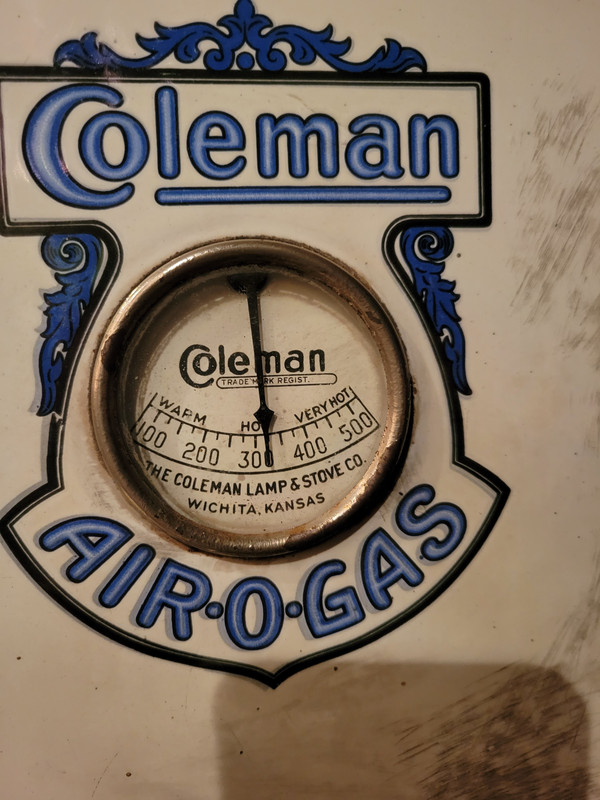 Coleman
Coleman
TRADE MARK REGIST.
WARM HOT VERY HOT
100 200 300 400 500
THE COLEMAN LAMP & STOVE CO.
WICHITA, KANSAS
AIR·O·GAS